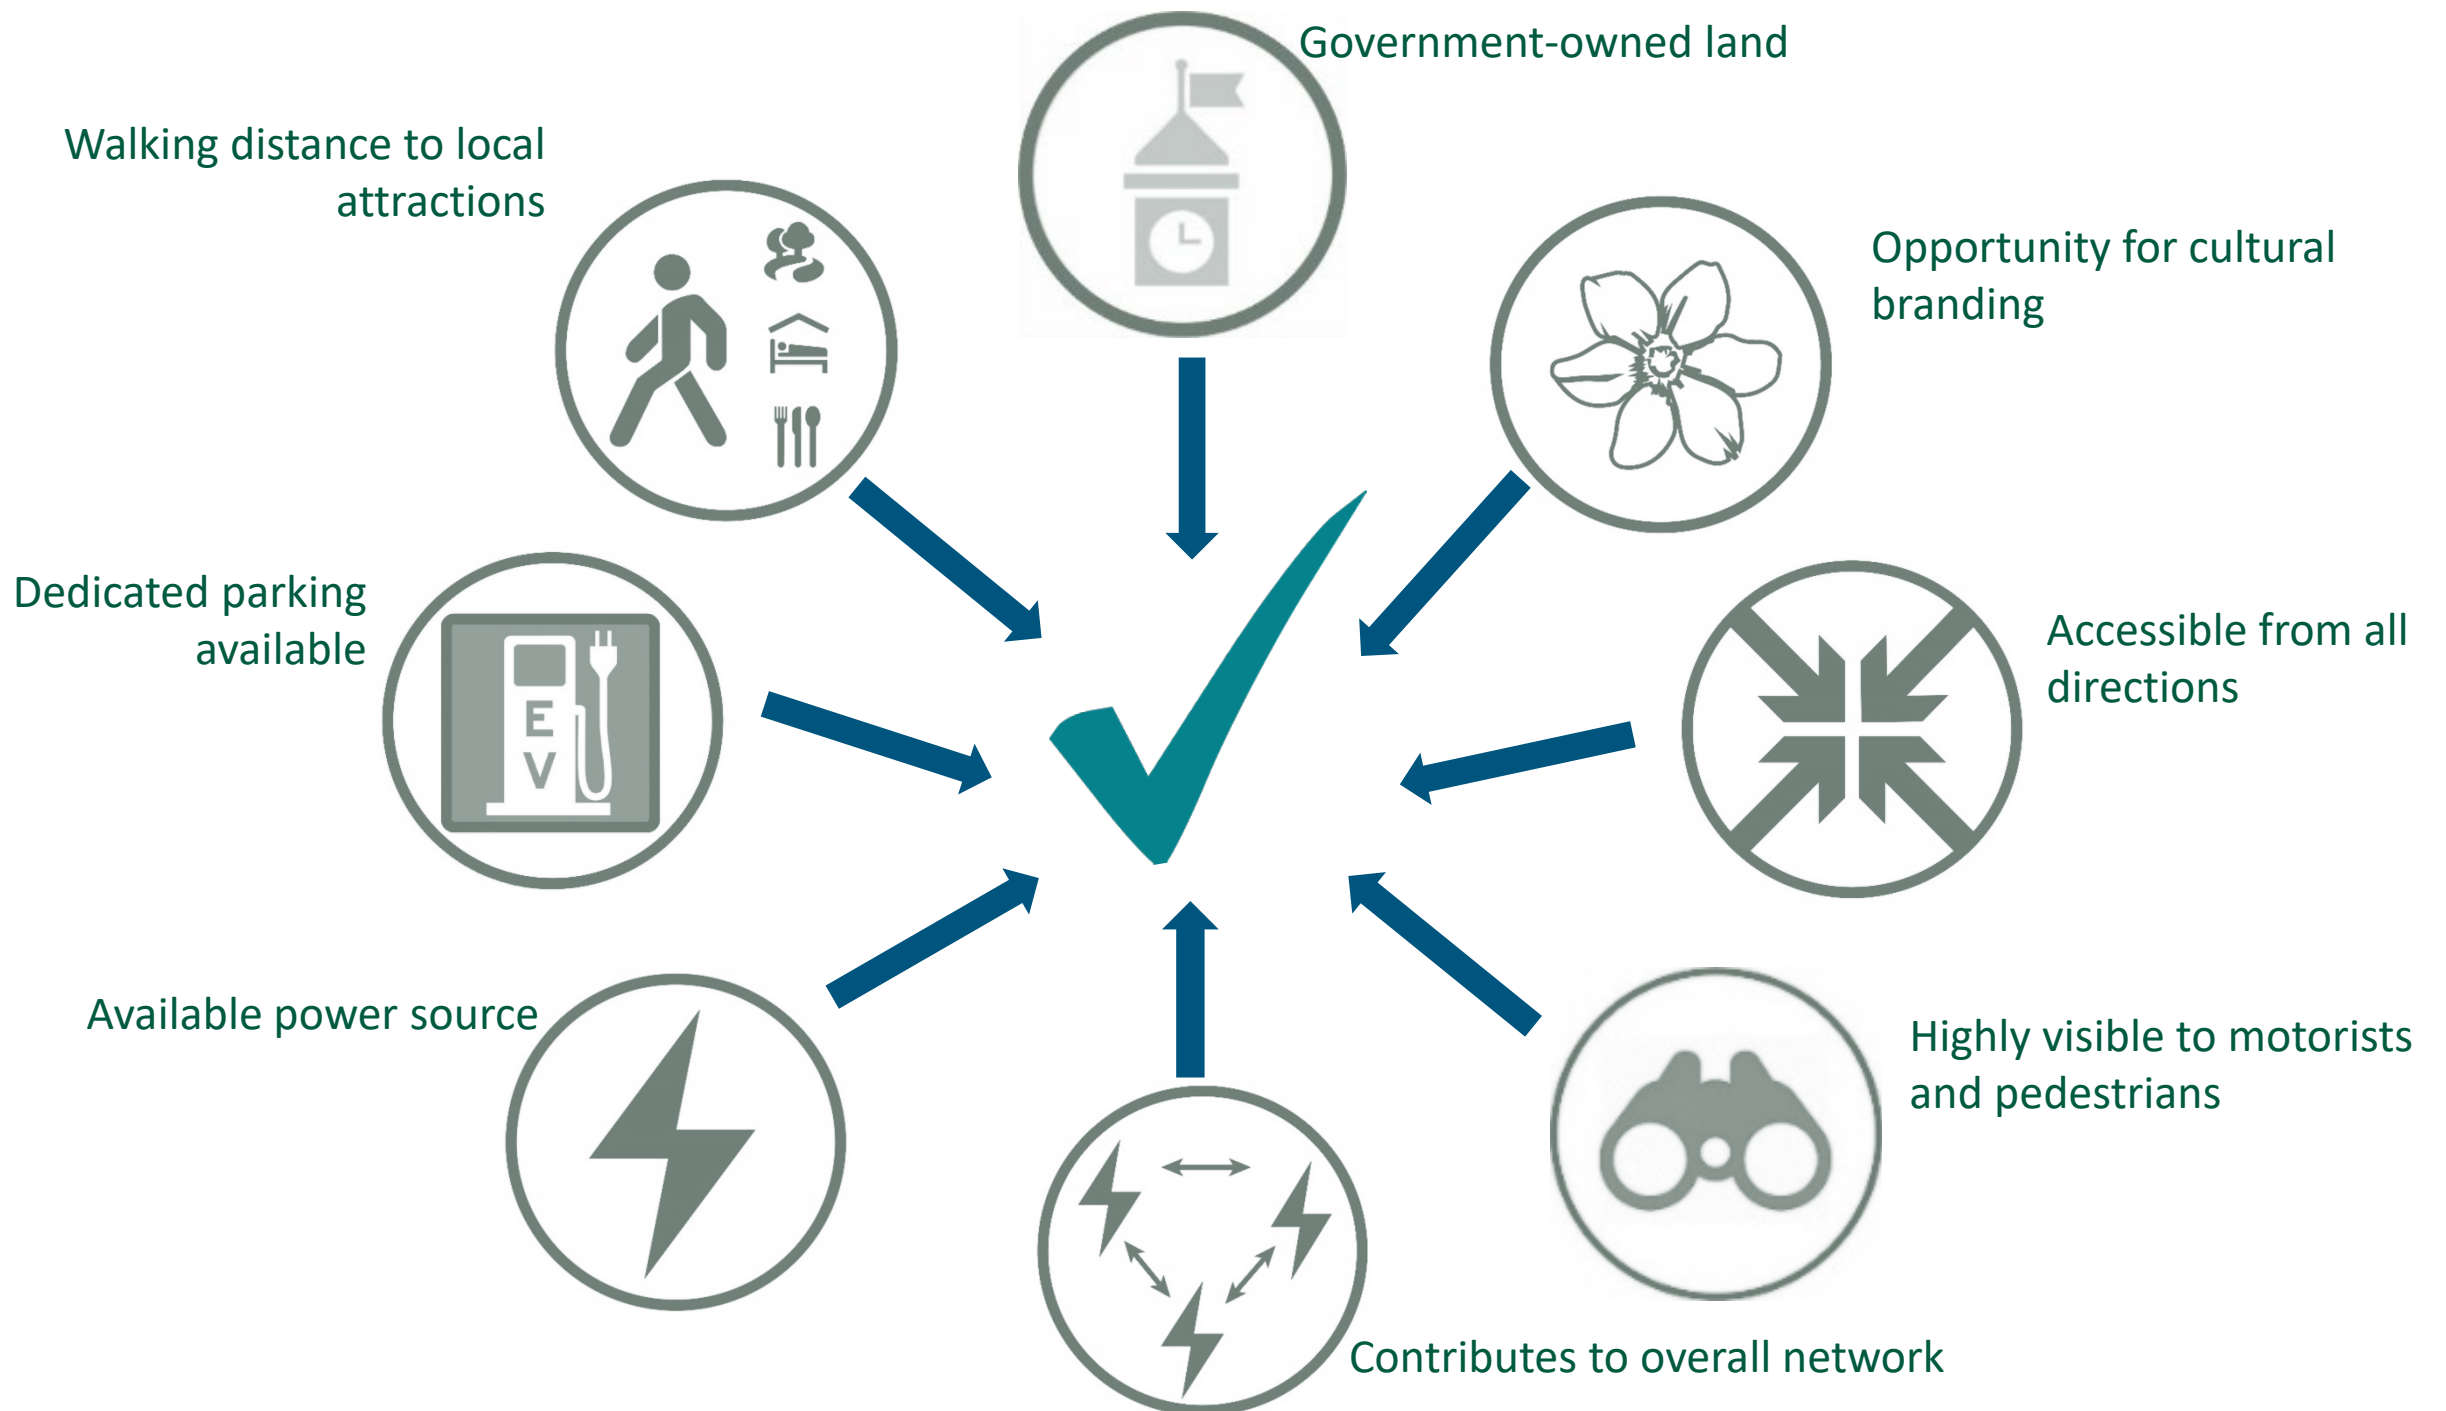 Government-owned land
Walking distance to local
attractions
Opportunity for cultural
branding
Dedicated parking
available
E
V
Accessible from all
directions
Available power source
Highly visible to motorists
and pedestrians
Contributes to overall network